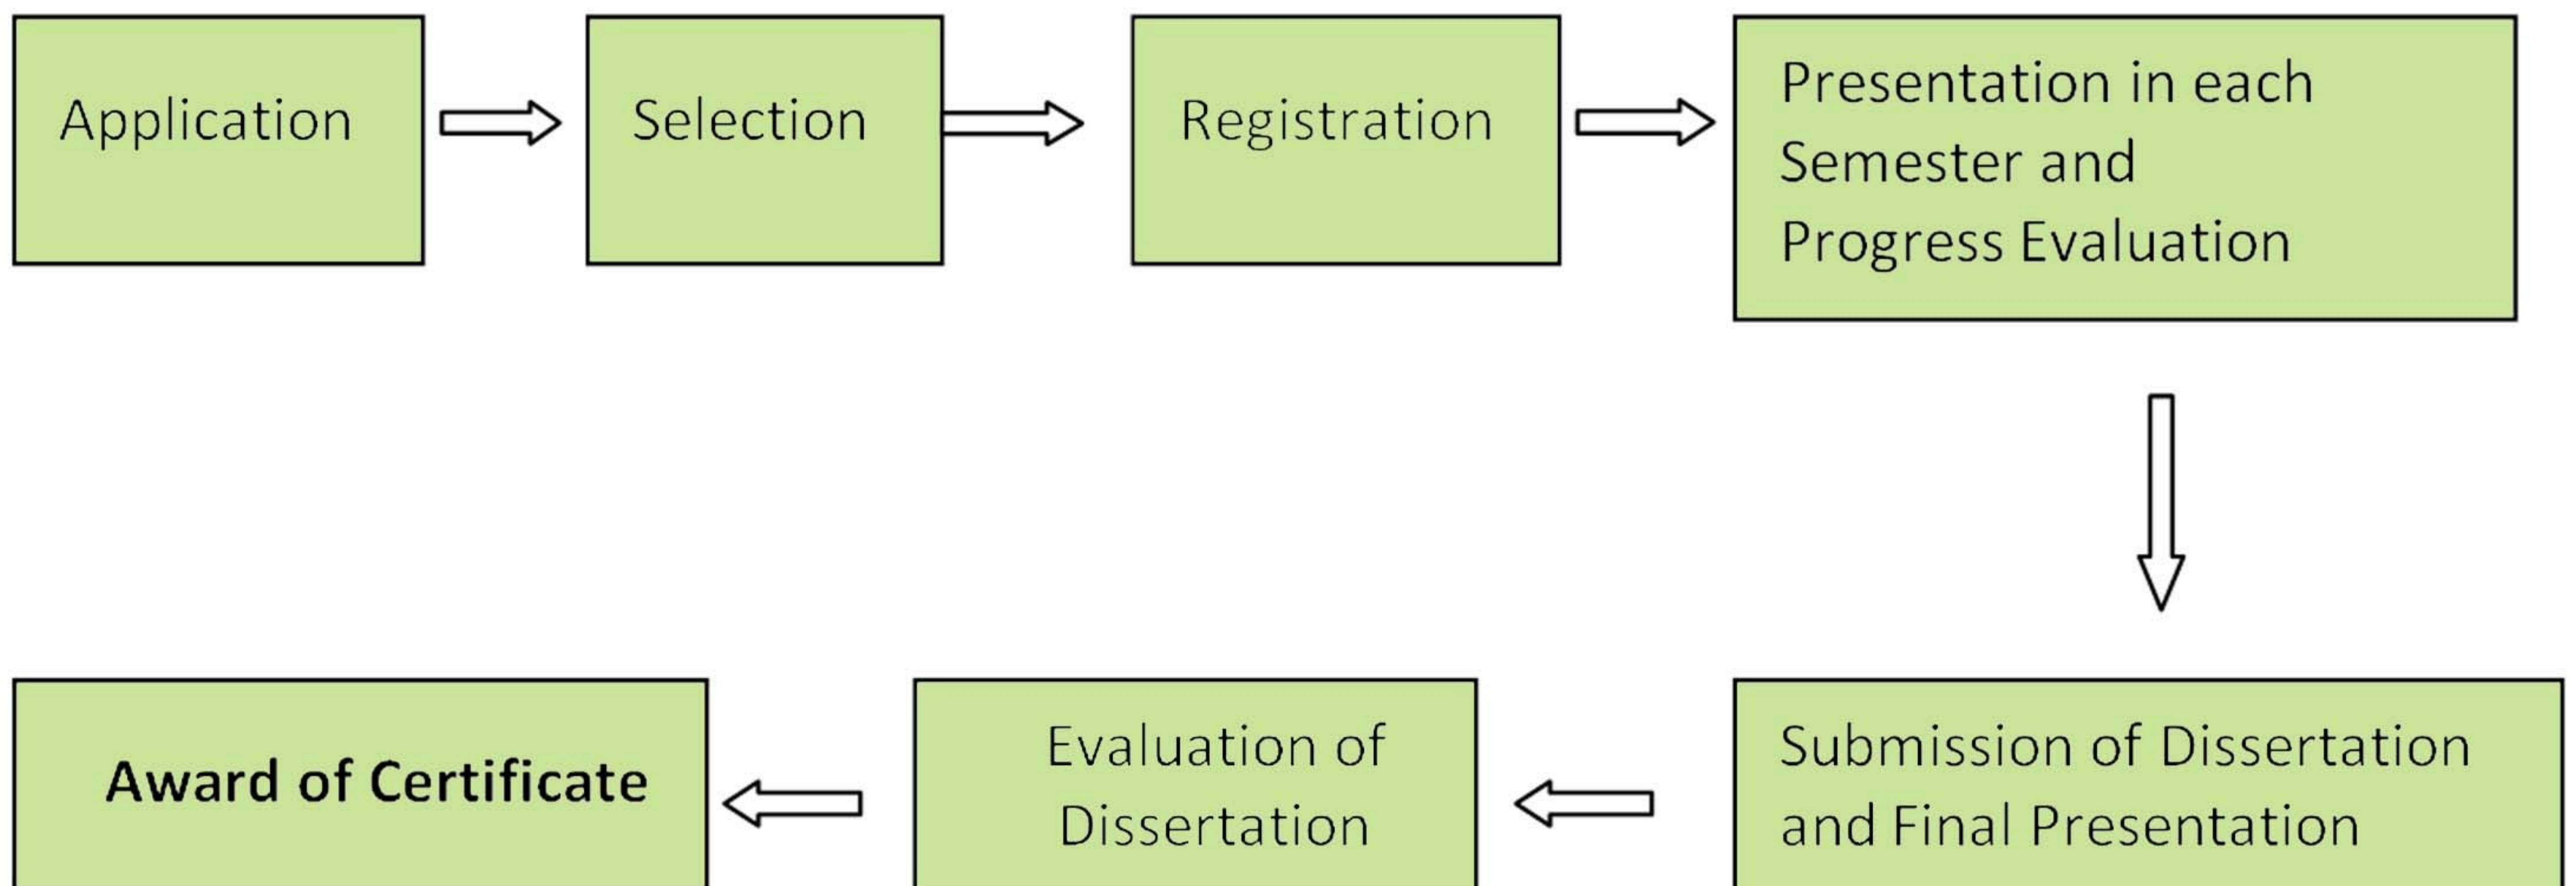 Application
Selection
Registration
Presentation in each
Semester and
Progress Evaluation
Submission of Dissertation
and Final Presentation
Evaluation of
Dissertation
Award of Certificate